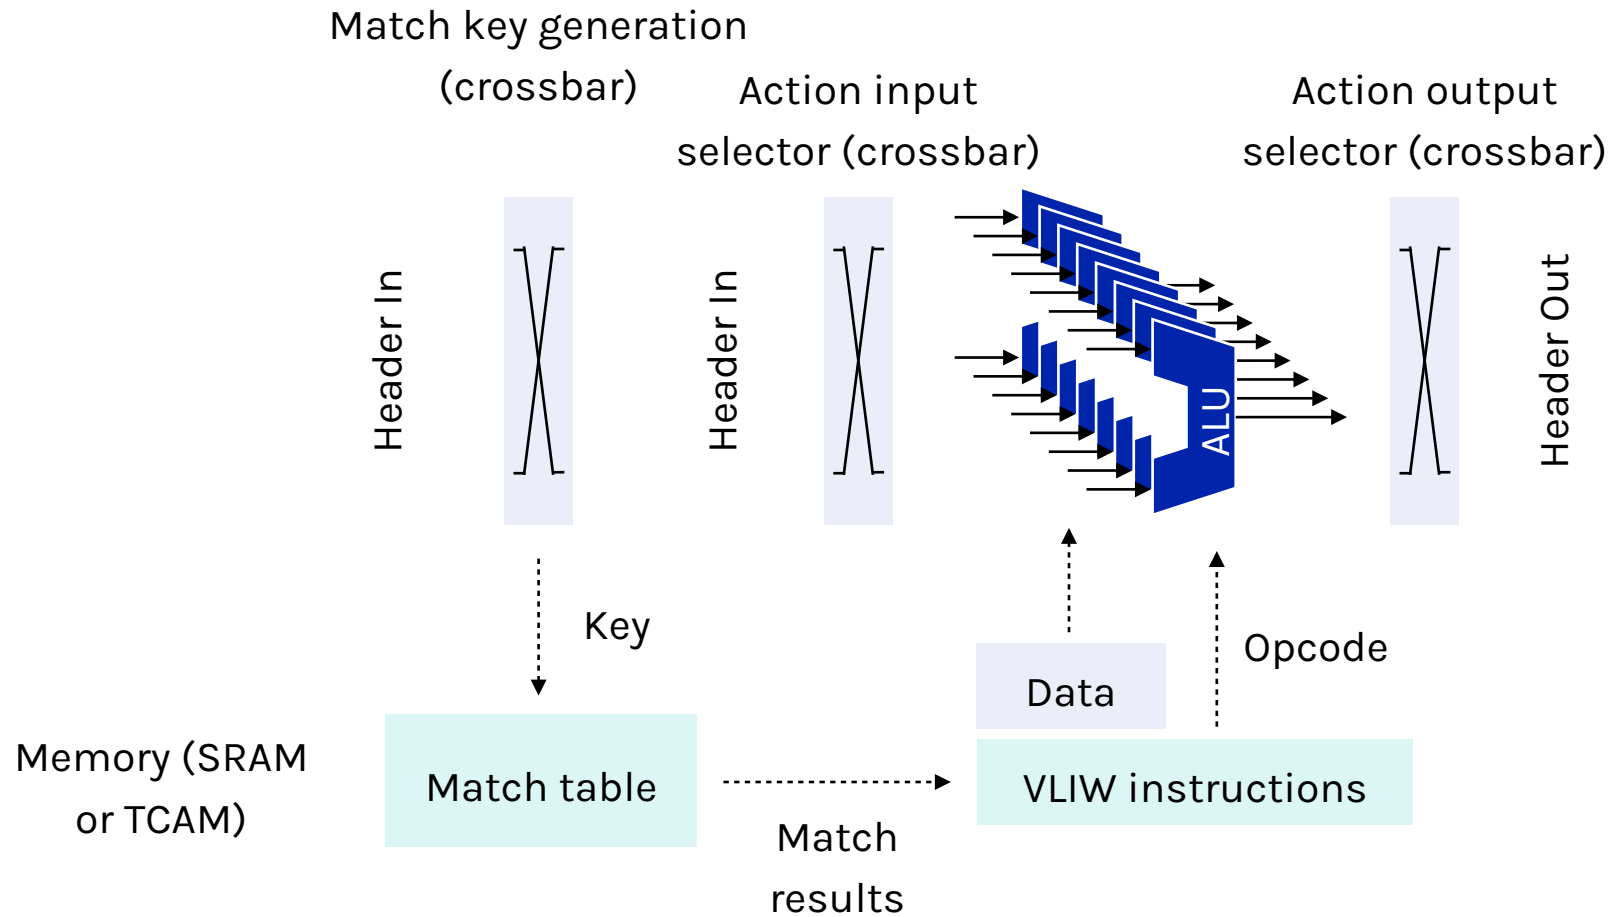 Match key generation
(crossbar)
Action input
selector (crossbar)
Action output
selector (crossbar)
Header In
Header In
ALU
Header Out
Key
Opcode
Data
Memory (SRAM
or TCAM)
Match table
VLIW instructions
Match
results